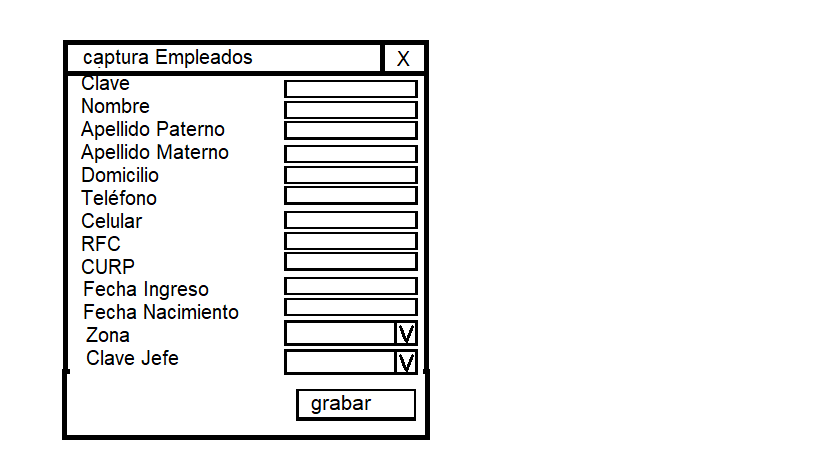 captura Empleados X
Clave
Nombre
Apellido Paterno
Apellido Materno
Domicilio
Teléfono
Celular
RFC
CURP
Fecha Ingreso
Fecha Nacimiento
Zona V
Clave Jefe V
grabar